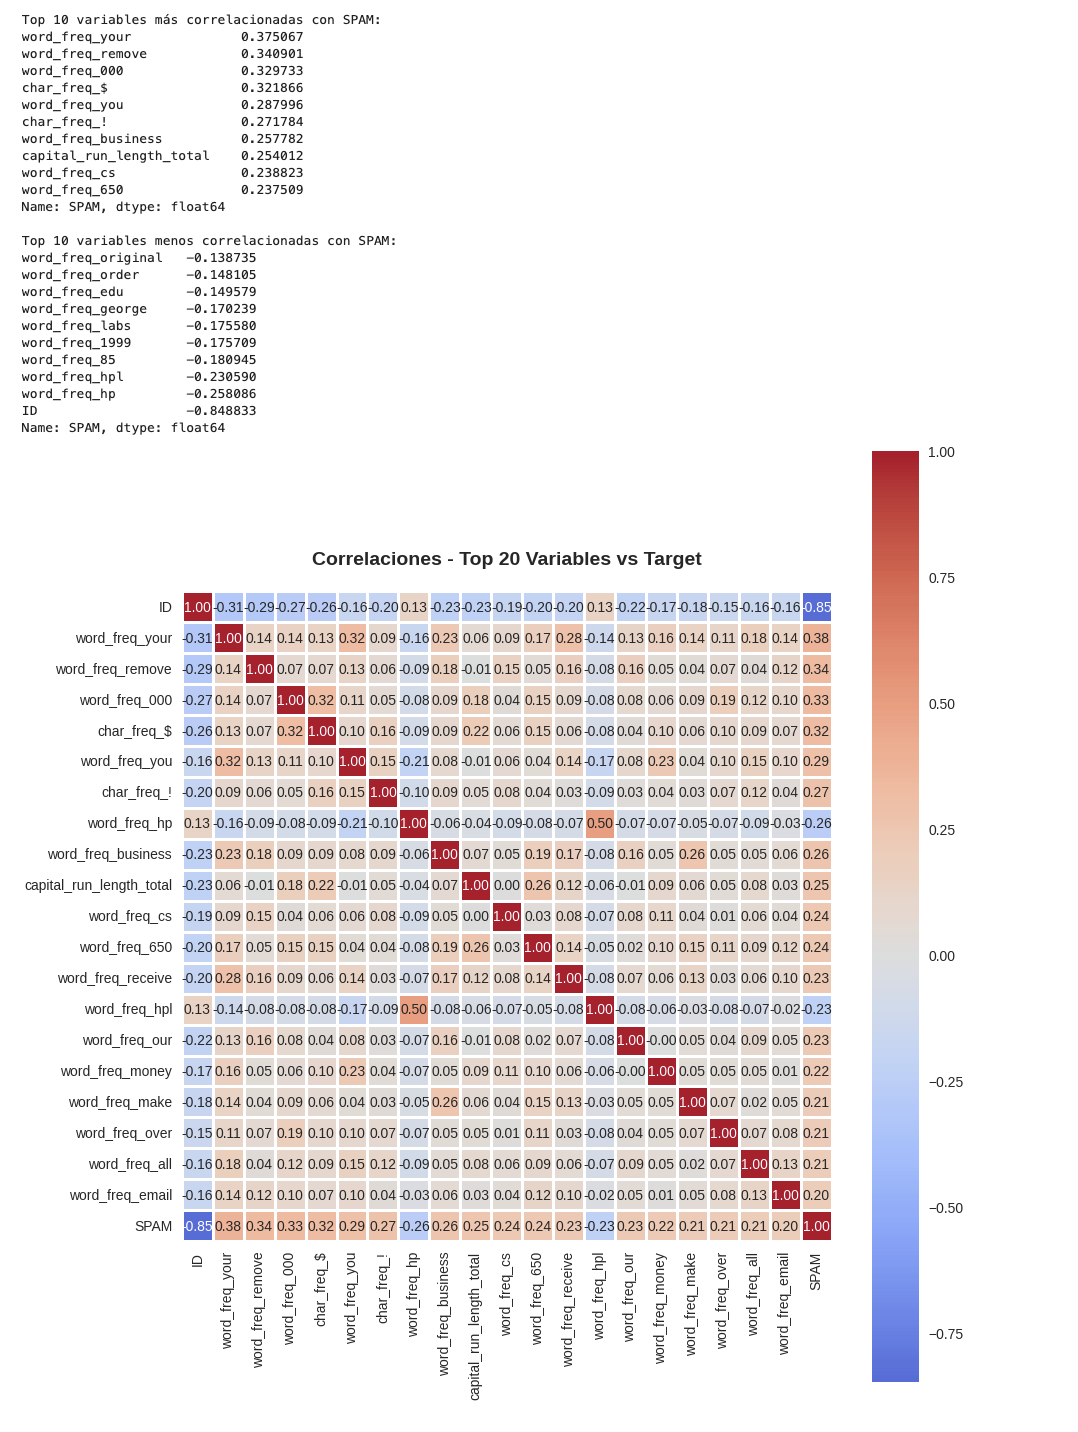 Top 10 variables más correlacionadas con SPAM:
word_freq_your 0.375067
word_freq_remove 0.340901
word_freq_000 0.329733
char_freq_$ 0.321866
word_freq_you 0.287996
char_freq_! 0.271784
word_freq_business 0.257782
capital_run_length_total 0.254012
word_freq_cs 0.238823
word_freq_650 0.237509
Name: SPAM, dtype: float64
Top 10 variables menos correlacionadas con SPAM:
word_freq_original −0.138735
word_freq_order −0.148105
word_freq_edu −0.149579
word_freq_george −0.170239
word_freq_labs −0.175580
word_freq_1999 −0.175709
word_freq_85 −0.180945
word_freq_hpl −0.230590
word_freq_hp −0.258086
ID −0.848833
Name: SPAM, dtype: float64
Correlaciones - Top 20 Variables vs Target
ID 1.00 -0.31 -0.29 -0.27 -0.26 -0.16 -0.20 0.13 -0.23 -0.23 -0.19 -0.20 -0.20 0.13 -0.22 -0.17 -0.18 -0.15 -0.16 -0.16 -0.85
word_freq_your -0.31 1.00 0.14 0.14 0.13 0.32 0.09 -0.16 0.23 0.06 0.09 0.17 0.28 -0.14 0.13 0.16 0.14 0.11 0.18 0.14 0.38
word_freq_remove -0.29 0.14 1.00 0.07 0.07 0.13 0.06 -0.09 0.18 -0.01 0.15 0.05 0.16 -0.08 0.16 0.05 0.04 0.07 0.04 0.12 0.34
word_freq_000 -0.27 0.14 0.07 1.00 0.32 0.11 0.05 -0.08 0.09 0.18 0.04 0.15 0.09 -0.08 0.08 0.06 0.09 0.19 0.12 0.10 0.33
char_freq_$ -0.26 0.13 0.07 0.32 1.00 0.10 0.16 -0.09 0.09 0.22 0.06 0.15 0.06 -0.08 0.04 0.10 0.06 0.10 0.09 0.07 0.32
word_freq_you -0.16 0.32 0.13 0.11 0.10 1.00 0.15 -0.21 0.08 -0.01 0.06 0.04 0.14 -0.17 0.08 0.23 0.04 0.10 0.15 0.10 0.29
char_freq_! -0.20 0.09 0.06 0.05 0.16 0.15 1.00 -0.10 0.09 0.05 0.08 0.04 0.03 -0.09 0.03 0.04 0.03 0.07 0.12 0.04 0.27
word_freq_hp 0.13 -0.16 -0.09 -0.08 -0.09 -0.21 -0.10 1.00 -0.06 -0.04 -0.09 -0.08 -0.07 0.50 -0.07 -0.07 -0.05 -0.07 -0.09 -0.03 -0.26
word_freq_business -0.23 0.23 0.18 0.09 0.09 0.08 0.09 -0.06 1.00 0.07 0.05 0.19 0.17 -0.08 0.16 0.05 0.26 0.05 0.05 0.06 0.26
capital_run_length_total -0.23 0.06 -0.01 0.18 0.22 -0.01 0.05 -0.04 0.07 1.00 0.00 0.26 0.12 -0.06 -0.01 0.09 0.06 0.05 0.08 0.03 0.25
word_freq_cs -0.19 0.09 0.15 0.04 0.06 0.06 0.08 -0.09 0.05 0.00 1.00 0.03 0.08 -0.07 0.08 0.11 0.04 0.01 0.06 0.04 0.24
word_freq_650 -0.20 0.17 0.05 0.15 0.15 0.04 0.04 -0.08 0.19 0.26 0.03 1.00 0.14 -0.05 0.02 0.10 0.15 0.11 0.09 0.12 0.24
word_freq_receive -0.20 0.28 0.16 0.09 0.06 0.14 0.03 -0.07 0.17 0.12 0.08 0.14 1.00 -0.08 0.07 0.06 0.13 0.03 0.06 0.10 0.23
word_freq_hpl 0.13 -0.14 -0.08 -0.08 -0.08 -0.17 -0.09 0.50 -0.08 -0.06 -0.07 -0.05 -0.08 1.00 -0.08 -0.06 -0.03 -0.08 -0.07 -0.02 -0.23
word_freq_our -0.22 0.13 0.16 0.08 0.04 0.08 0.03 -0.07 0.16 -0.01 0.08 0.02 0.07 -0.08 1.00 -0.00 0.05 0.04 0.09 0.05 0.23
word_freq_money -0.17 0.16 0.05 0.06 0.10 0.23 0.04 -0.07 0.05 0.09 0.11 0.10 0.06 -0.06 -0.00 1.00 0.05 0.05 0.05 0.01 0.22
word_freq_make -0.18 0.14 0.04 0.09 0.06 0.04 0.03 -0.05 0.26 0.06 0.04 0.15 0.13 -0.03 0.05 0.05 1.00 0.07 0.02 0.05 0.21
word_freq_over -0.15 0.11 0.07 0.19 0.10 0.10 0.07 -0.07 0.05 0.05 0.01 0.11 0.03 -0.08 0.04 0.05 0.07 1.00 0.07 0.08 0.21
word_freq_all -0.16 0.18 0.04 0.12 0.09 0.15 0.12 -0.09 0.05 0.08 0.06 0.09 0.06 -0.07 0.09 0.05 0.02 0.07 1.00 0.13 0.21
word_freq_email -0.16 0.14 0.12 0.10 0.07 0.10 0.04 -0.03 0.06 0.03 0.04 0.12 0.10 -0.02 0.05 0.01 0.05 0.08 0.13 1.00 0.20
SPAM -0.85 0.38 0.34 0.33 0.32 0.29 0.27 -0.26 0.26 0.25 0.24 0.24 0.23 -0.23 0.23 0.22 0.21 0.21 0.21 0.20 1.00
ID
word_freq_your
word_freq_remove
word_freq_000
char_freq_$
word_freq_you
char_freq_!
word_freq_hp
word_freq_business
capital_run_length_total
word_freq_cs
word_freq_650
word_freq_receive
word_freq_hpl
word_freq_our
word_freq_money
word_freq_make
word_freq_over
word_freq_all
word_freq_email
SPAM
1.00
0.75
0.50
0.25
0.00
−0.25
−0.50
−0.75